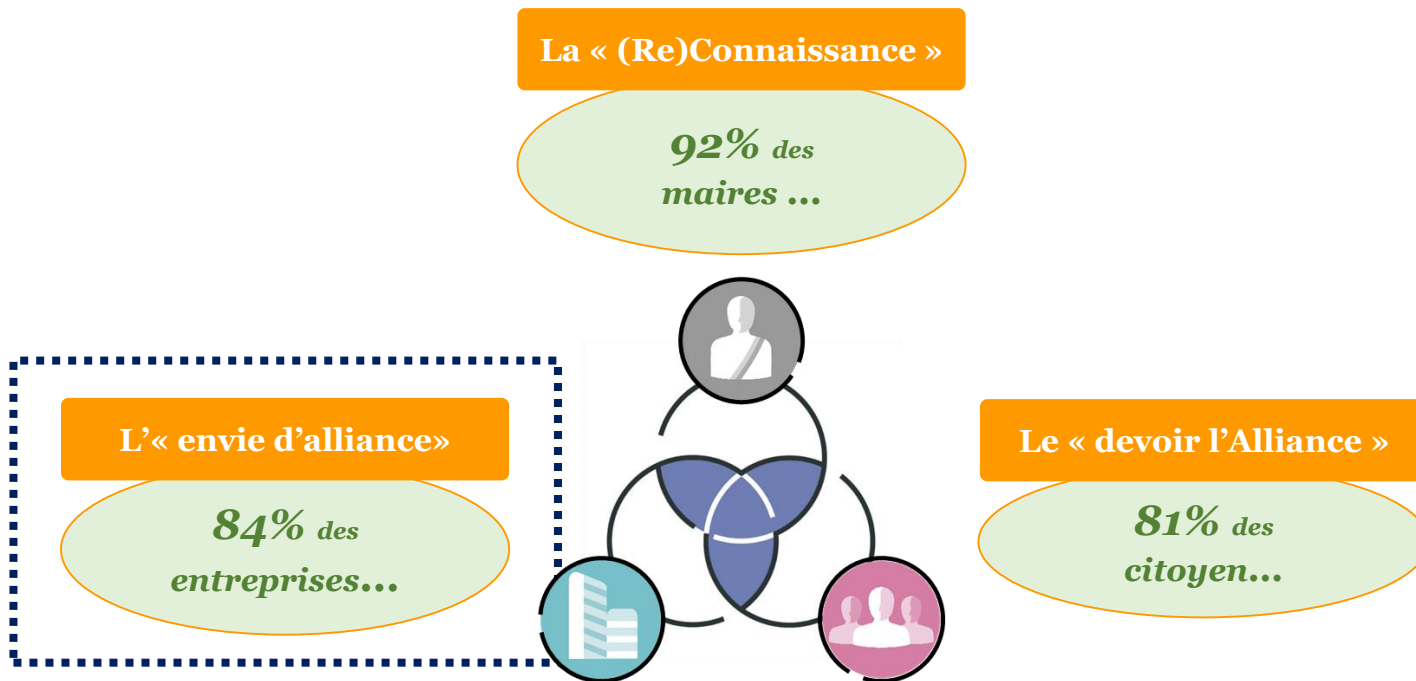 La « (Re)Connaissance »
92% des
maires ...
L'« envie d'alliance»
84% des
entreprises...
Le « devoir l'Alliance »
81% des
citoyen...